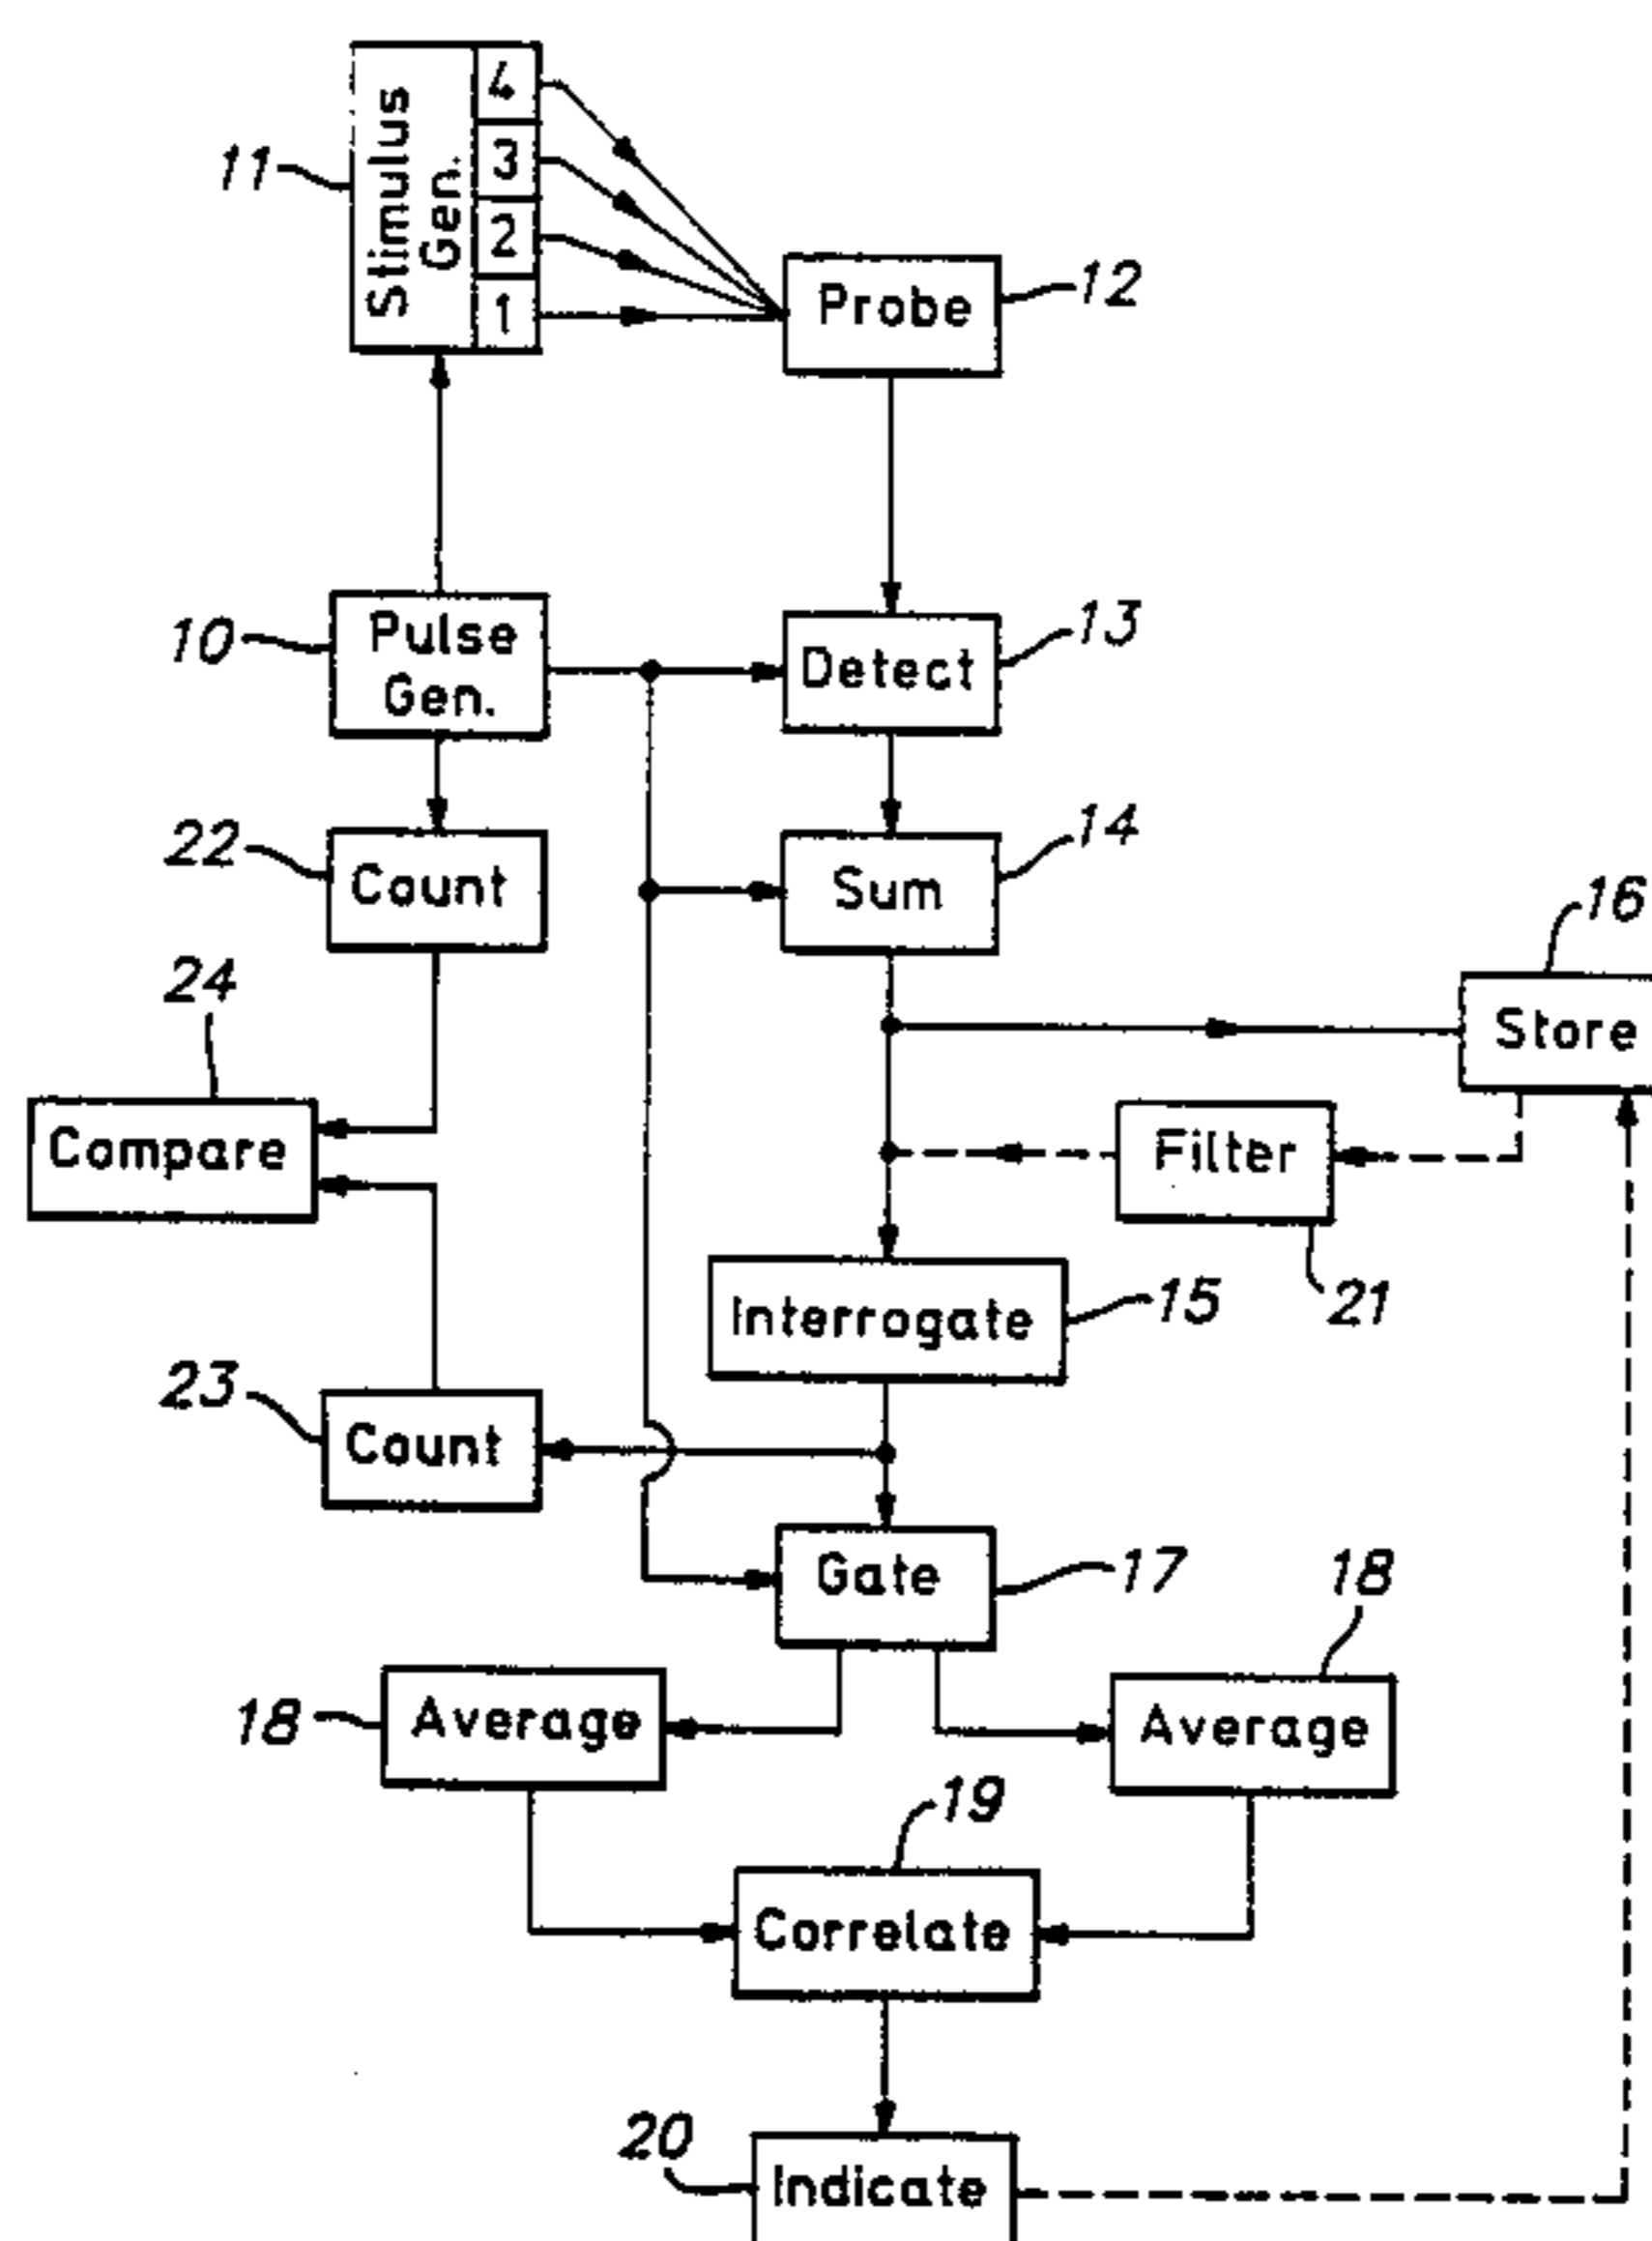 11
Stimulus
Gen.
4
3
2
1
Probe
12
10
Pulse
Gen.
Detect
13
22
Count
Sum
14
16
Store
24
Compare
Filter
21
Interrogate
15
23
Count
Gate
17
18
Average
18
Average
19
Correlate
20
Indicate